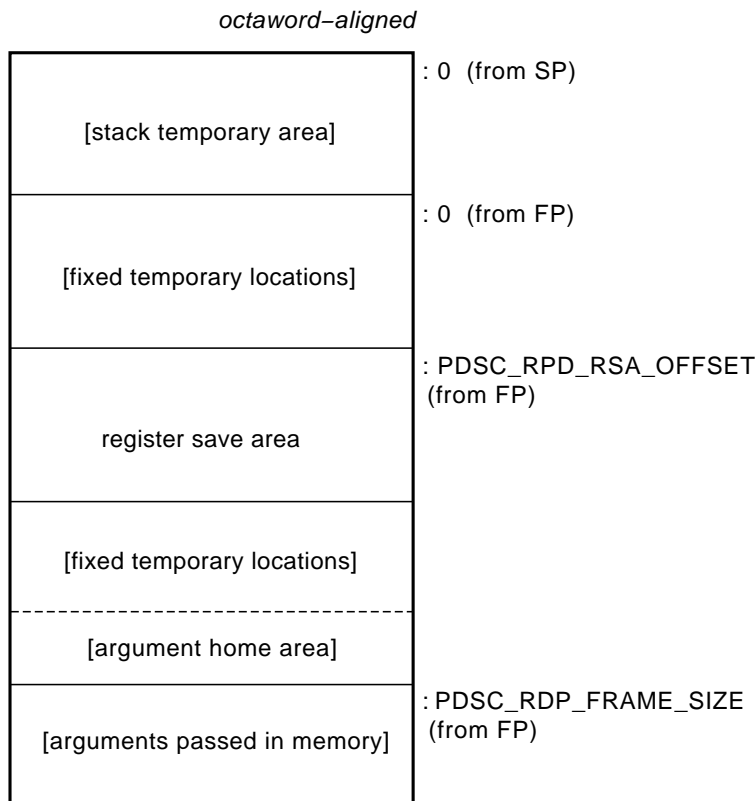 octaword–aligned
: 0 (from SP)
[stack temporary area]
: 0 (from FP)
[fixed temporary locations]
: PDSC_RPD_RSA_OFFSET
(from FP)
register save area
[fixed temporary locations]
[argument home area]
: PDSC_RDP_FRAME_SIZE
(from FP)
[arguments passed in memory]